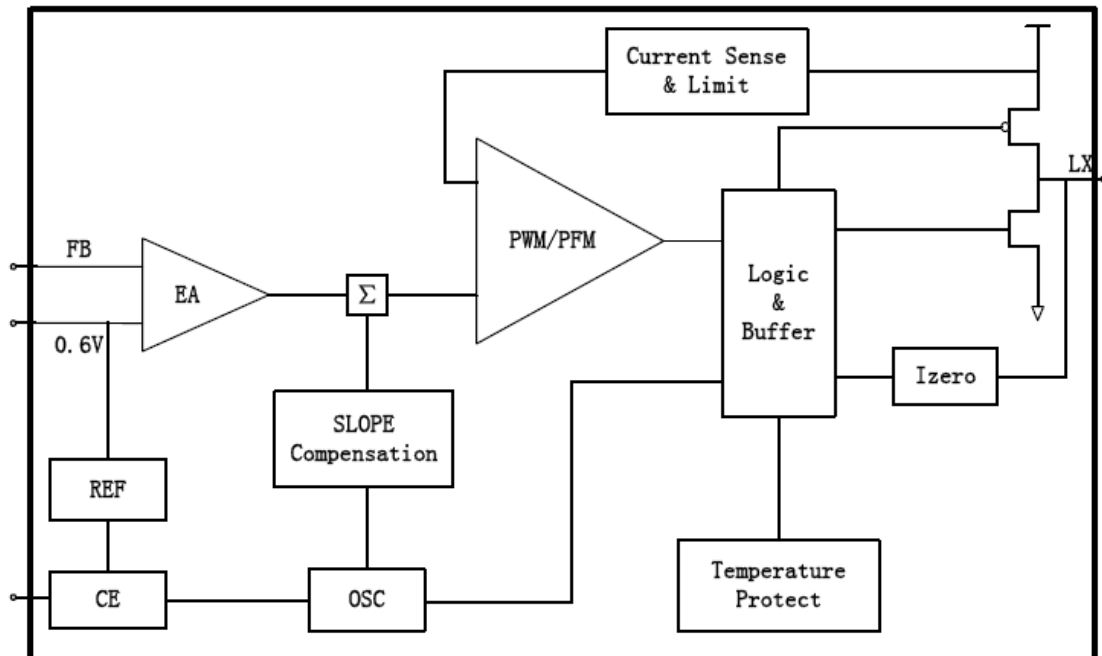 Current Sense
& Limit
LX
FB
PWM/PFM
EA
Σ
Logic
&
Buffer
0.6V
Izero
SLOPE
Compensation
REF
Temperature
Protect
CE
OSC